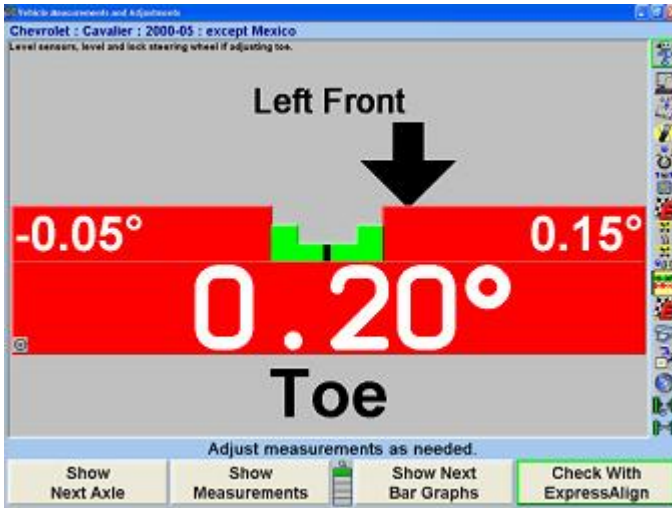 Vehicle Measurements and Adjustments
Chevrolet : Cavalier : 2000-05 : except Mexico
Level sensors, level and lock steering wheel if adjusting toe.
Left Front
-0.05° 0.15°
0.20°
Toe
Adjust measurements as needed.
Show Show Show Next Check With
Next Axle Measurements Bar Graphs ExpressAlign